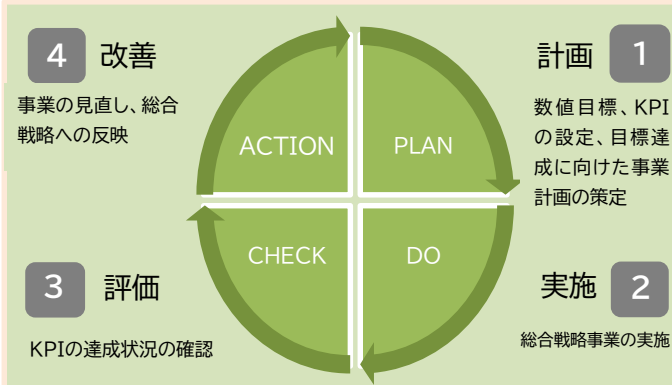 4 改善
事業の見直し、総合
戦略への反映
計画 1
数値目標、KPI
の設定、目標達
成に向けた事業
計画の策定
ACTION
PLAN
CHECK
DO
3 評価
KPIの達成状況の確認
実施 2
総合戦略事業の実施